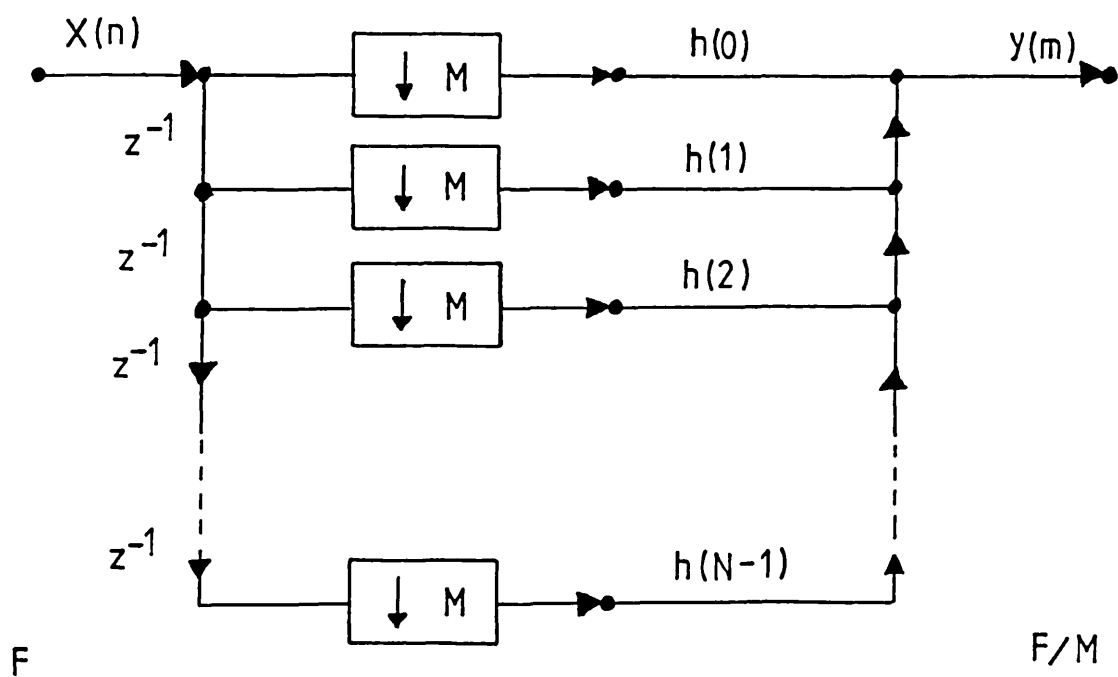 X(n) ↓ M h(0) y(m)
z⁻¹
↓ M h(1)
z⁻¹
↓ M h(2)
z⁻¹
z⁻¹ ↓ M h(N-1)
F F/M